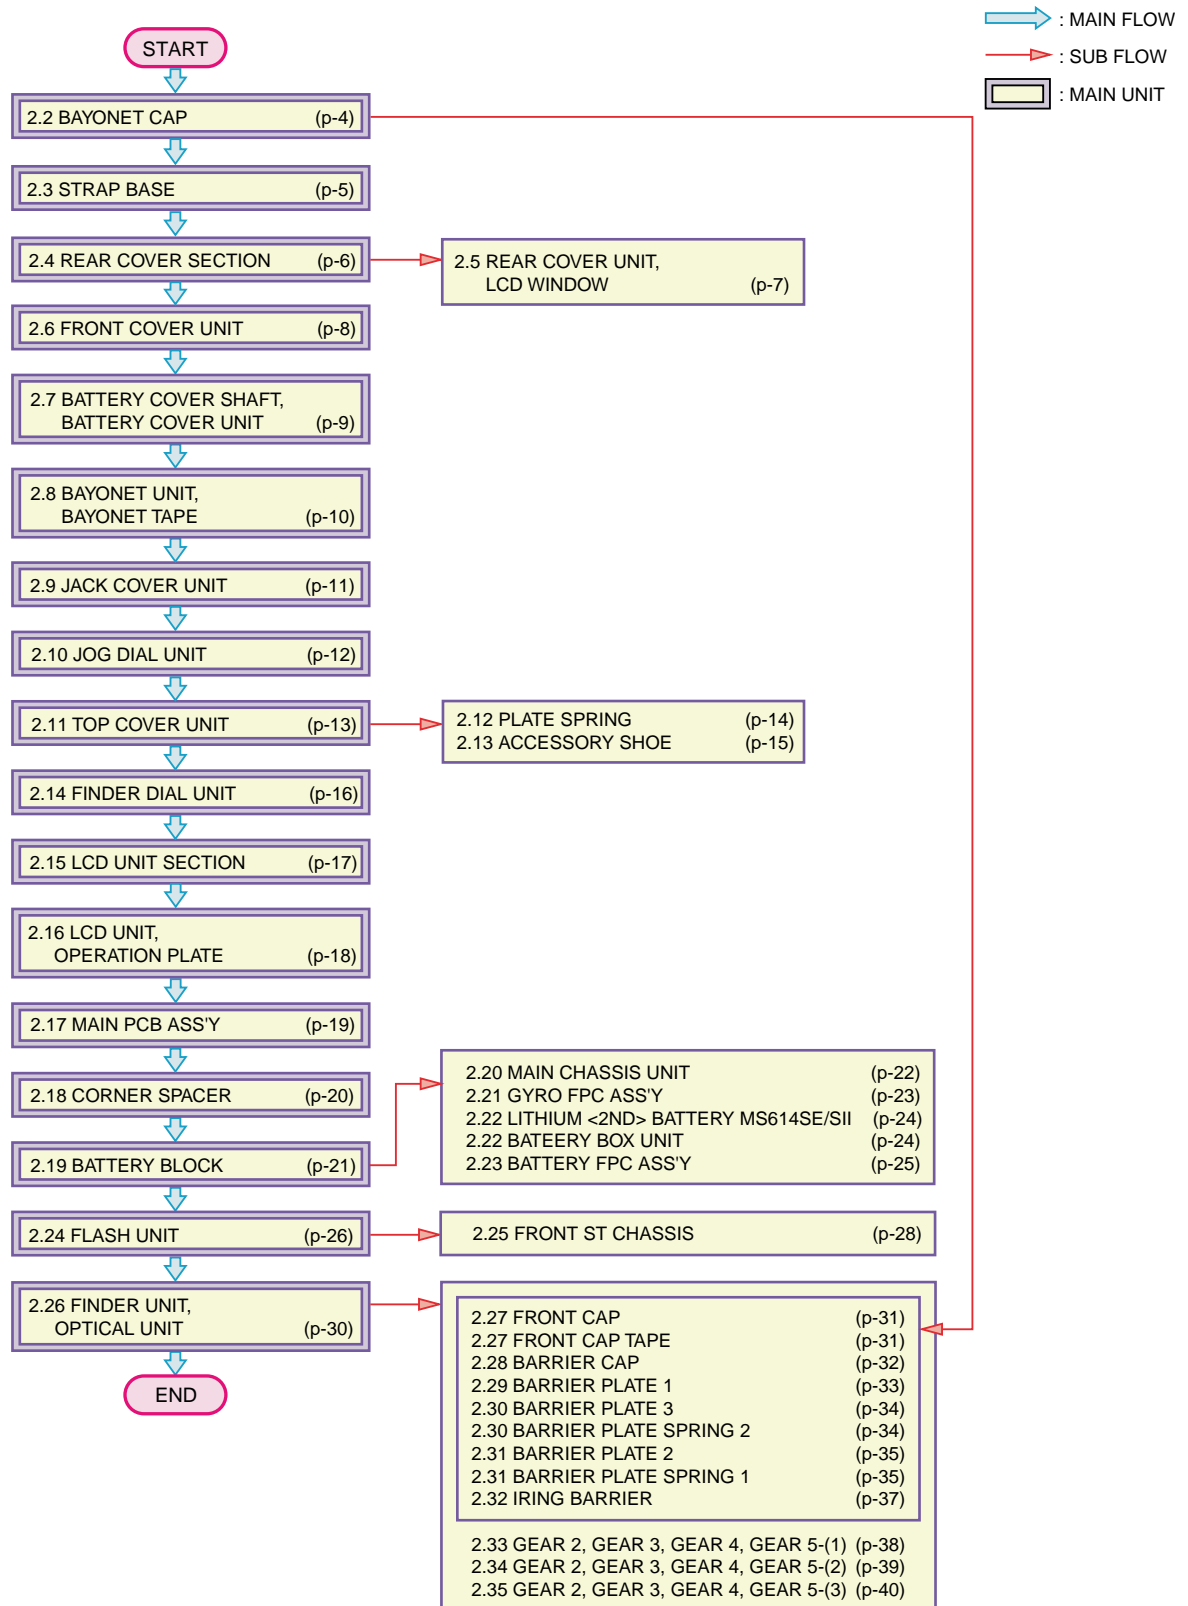 : MAIN FLOW
: SUB FLOW
: MAIN UNIT
START
2.2 BAYONET CAP (p-4)
2.3 STRAP BASE (p-5)
2.4 REAR COVER SECTION (p-6)
2.5 REAR COVER UNIT,
LCD WINDOW (p-7)
2.6 FRONT COVER UNIT (p-8)
2.7 BATTERY COVER SHAFT,
BATTERY COVER UNIT (p-9)
2.8 BAYONET UNIT,
BAYONET TAPE (p-10)
2.9 JACK COVER UNIT (p-11)
2.10 JOG DIAL UNIT (p-12)
2.11 TOP COVER UNIT (p-13)
2.12 PLATE SPRING (p-14)
2.13 ACCESSORY SHOE (p-15)
2.14 FINDER DIAL UNIT (p-16)
2.15 LCD UNIT SECTION (p-17)
2.16 LCD UNIT,
OPERATION PLATE (p-18)
2.17 MAIN PCB ASS'Y (p-19)
2.18 CORNER SPACER (p-20)
2.19 BATTERY BLOCK (p-21)
2.20 MAIN CHASSIS UNIT (p-22)
2.21 GYRO FPC ASS'Y (p-23)
2.22 LITHIUM <2ND> BATTERY MS614SE/SII (p-24)
2.22 BATEERY BOX UNIT (p-24)
2.23 BATTERY FPC ASS'Y (p-25)
2.24 FLASH UNIT (p-26)
2.25 FRONT ST CHASSIS (p-28)
2.26 FINDER UNIT,
OPTICAL UNIT (p-30)
END
2.27 FRONT CAP (p-31)
2.27 FRONT CAP TAPE (p-31)
2.28 BARRIER CAP (p-32)
2.29 BARRIER PLATE 1 (p-33)
2.30 BARRIER PLATE 3 (p-34)
2.30 BARRIER PLATE SPRING 2 (p-34)
2.31 BARRIER PLATE 2 (p-35)
2.31 BARRIER PLATE SPRING 1 (p-35)
2.32 IRING BARRIER (p-37)
2.33 GEAR 2, GEAR 3, GEAR 4, GEAR 5-(1) (p-38)
2.34 GEAR 2, GEAR 3, GEAR 4, GEAR 5-(2) (p-39)
2.35 GEAR 2, GEAR 3, GEAR 4, GEAR 5-(3) (p-40)